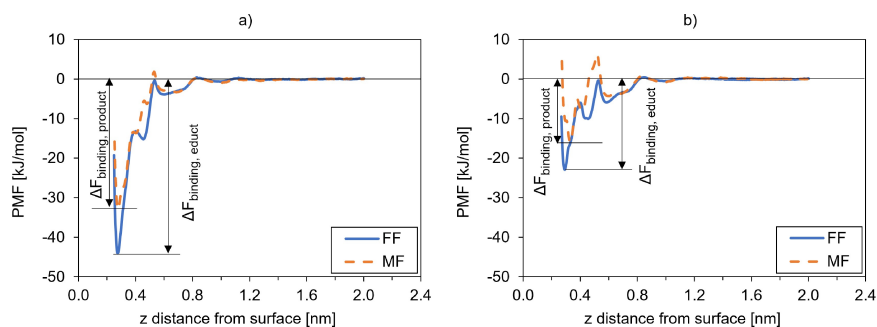 a)
PMF [kJ/mol]
10
0
-10
-20
-30
-40
-50
0.0 0.4 0.8 1.2 1.6 2.0 2.4
z distance from surface [nm]
ΔFbinding, product
ΔFbinding, educt
FF
MF
b)
PMF [kJ/mol]
10
0
-10
-20
-30
-40
-50
0.0 0.4 0.8 1.2 1.6 2.0 2.4
z distance from surface [nm]
ΔFbinding, product
ΔFbinding, educt
FF
MF